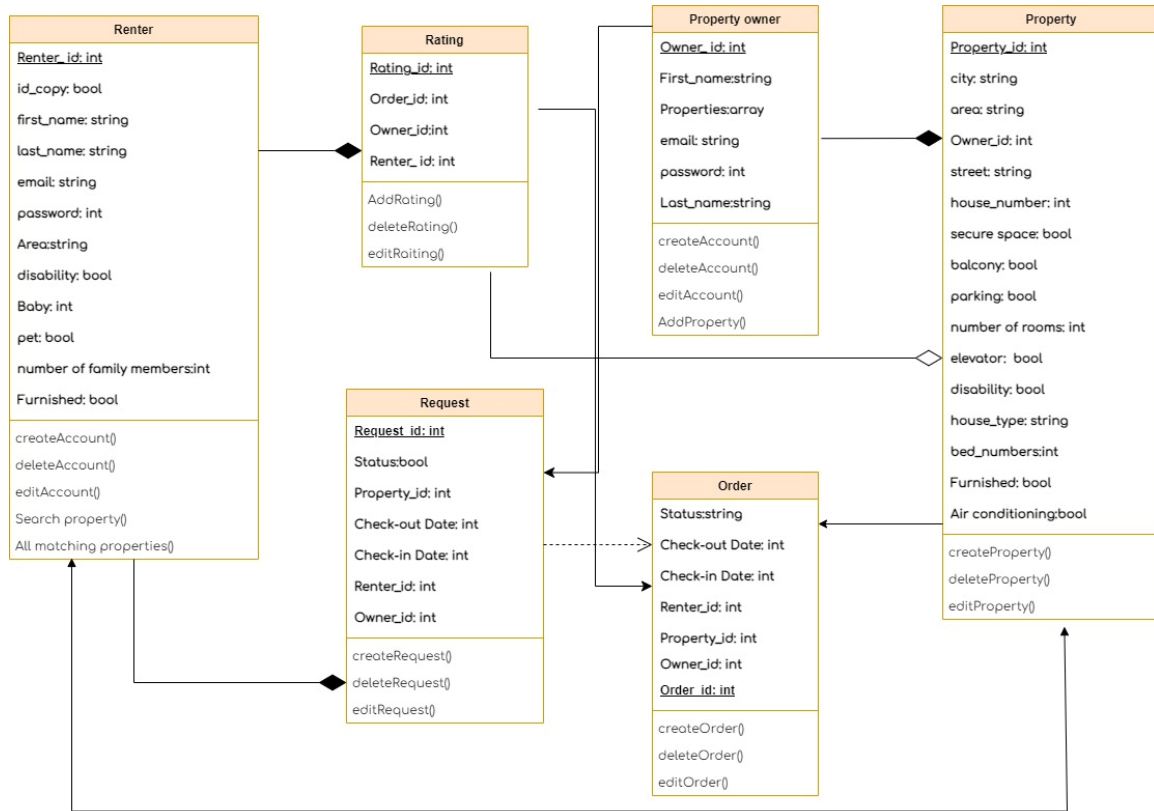 Renter
Renter_ id: int
id_copy: bool
first_name: string
last_name: string
email: string
password: int
Area:string
disability: bool
Baby: int
pet: bool
number of family members:int
Furnished: bool
createAccount()
deleteAccount()
editAccount()
Search property()
All matching properties()
Rating
Rating_id: int
Order_id: int
Owner_id:int
Renter_ id: int
AddRating()
deleteRating()
editRaiting()
Request
Request_id: int
Status:bool
Property_id: int
Check-out Date: int
Check-in Date: int
Renter_id: int
Owner_id: int
createRequest()
deleteRequest()
editRequest()
Property owner
Owner_ id: int
First_name:string
Properties:array
email: string
password: int
Last_name:string
createAccount()
deleteAccount()
editAccount()
AddProperty()
Order
Status:string
Check-out Date: int
Check-in Date: int
Renter_id: int
Property_id: int
Owner_id: int
Order_id: int
createOrder()
deleteOrder()
editOrder()
Property
Property_id: int
city: string
area: string
Owner_id: int
street: string
house_number: int
secure space: bool
balcony: bool
parking: bool
number of rooms: int
elevator: bool
disability: bool
house_type: string
bed_numbers:int
Furnished: bool
Air conditioning:bool
createProperty()
deleteProperty()
editProperty()